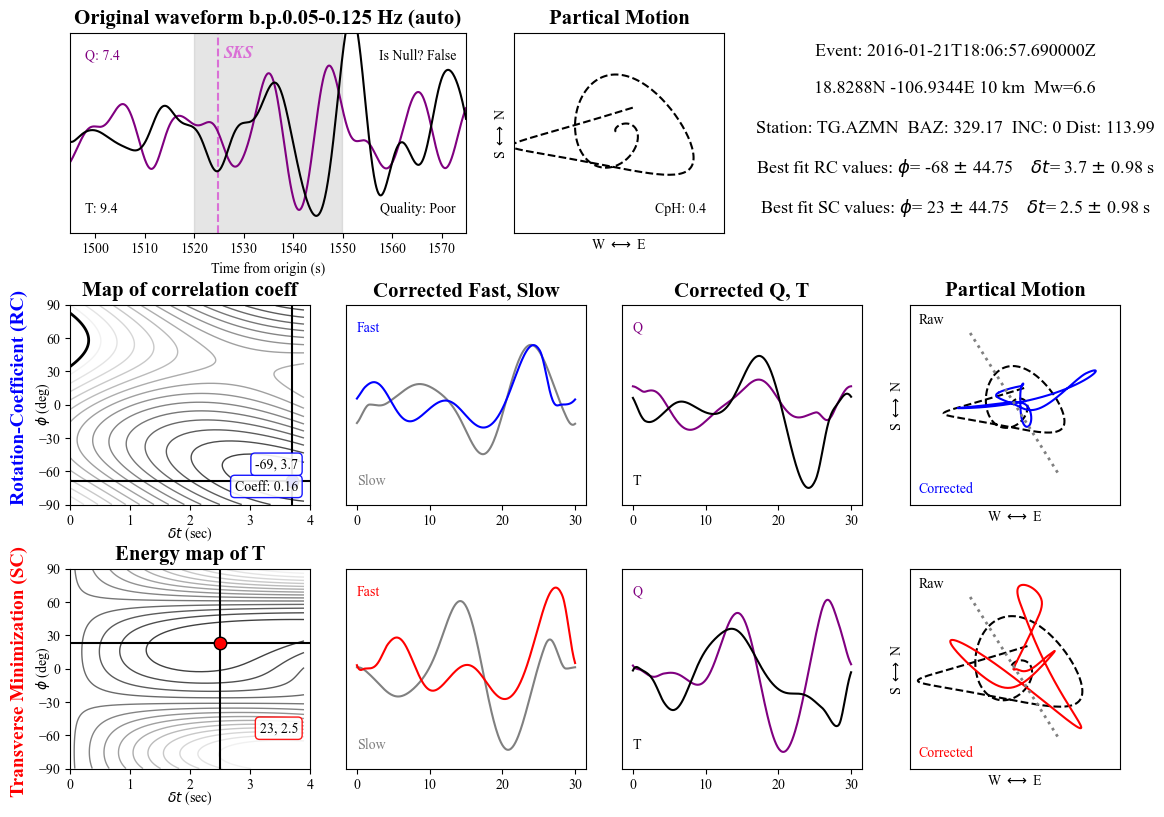 Original waveform b.p.0.05-0.125 Hz (auto)
Q: 7.4
SKS
Is Null? False
T: 9.4
Quality: Poor
1500 1510 1520 1530 1540 1550 1560 1570
Time from origin (s)
Partical Motion
S ⟷ N
CpH: 0.4
W ⟷ E
Event: 2016-01-21T18:06:57.690000Z
18.8289N -106.9344E 10 km Mw=6.6
Station: TG.AZMN BAZ: 329.17 INC: 0 Dist: 113.99
Best fit RC values: ϕ= -68 ± 44.75 δt= 3.7 ± 0.98 s
Best fit SC values: ϕ= 23 ± 44.75 δt= 2.5 ± 0.98 s
Rotation-Coefficient (RC)
Map of correlation coeff
ϕ (deg)
90
60
30
0
−30
−60
−90
-69, 3.7
Coeff: 0.16
0 1 2 3 4
δt (sec)
Corrected Fast, Slow
Fast
Slow
0 10 20 30
Corrected Q, T
Q
T
0 10 20 30
Partical Motion
Raw
S ⟷ N
Corrected
W ⟷ E
Transverse Minimization (SC)
Energy map of T
ϕ (deg)
90
60
30
0
−30
−60
−90
23, 2.5
0 1 2 3 4
δt (sec)
Fast
Slow
0 10 20 30
Q
T
0 10 20 30
Raw
S ⟷ N
Corrected
W ⟷ E